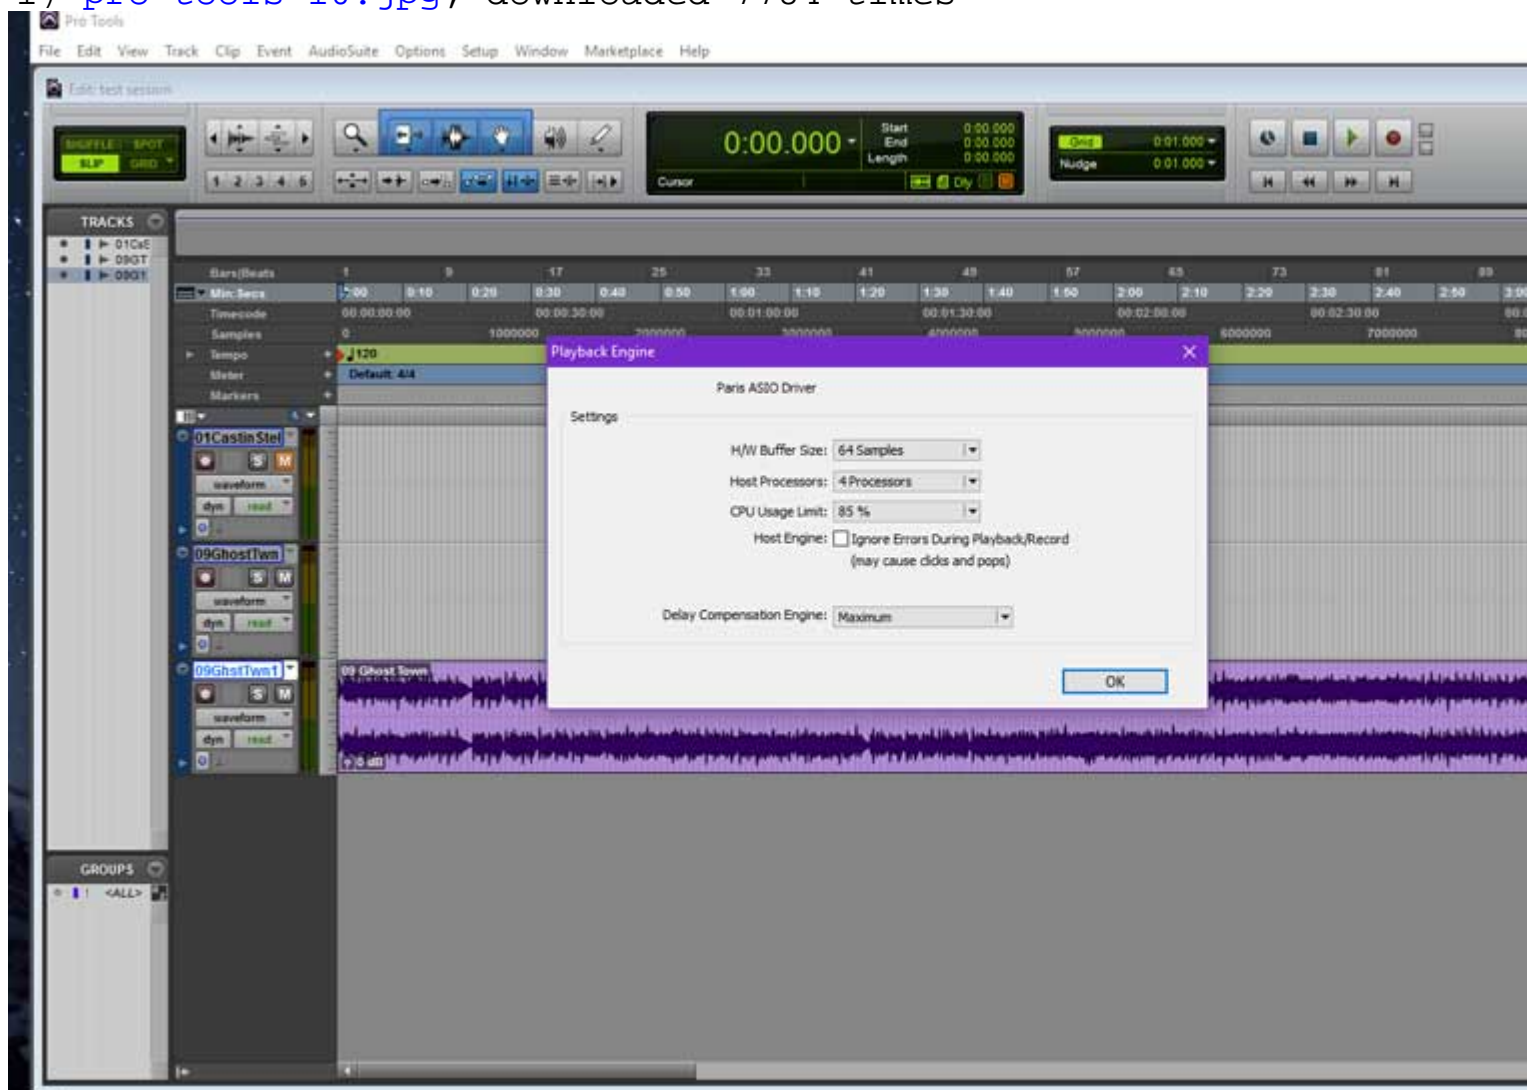 Pro Tools
File Edit View Track Clip Event AudioSuite Options Setup Window Marketplace Help
Edit: test session
SHUFFLE SPOT
SLIP GRID
1 2 3 4 5
0:00.000
Start 0:00.000
End 0:00.000
Length 0:00.000
Cursor
Dly
Grid 0:01.000
Nudge 0:01.000
TRACKS
01CsS
09GT
09G1
Bars|Beats 1 9 17 25 33 41 49 57 65 73 81 89
Min:Secs 0:00 0:10 0:20 0:30 0:40 0:50 1:00 1:10 1:20 1:30 1:40 1:50 2:00 2:10 2:20 2:30 2:40 2:50 3:00
Timecode 00:00:00:00 00:00:30:00 00:01:00:00 00:01:30:00 00:02:00:00 00:02:30:00
Samples 0 1000000 2000000 3000000 4000000 5000000 6000000 7000000
Tempo 120
Meter Default: 4/4
Markers
01CastinStel
S M
waveform
dyn read
09GhostTwn
S M
waveform
dyn read
09GhstTwn1
S M
waveform
dyn read
09 Ghost Town
0 dB
Playback Engine
Paris ASIO Driver
Settings
H/W Buffer Size: 64 Samples
Host Processors: 4 Processors
CPU Usage Limit: 85 %
Host Engine: Ignore Errors During Playback/Record
(may cause clicks and pops)
Delay Compensation Engine: Maximum
OK
GROUPS
! <ALL>